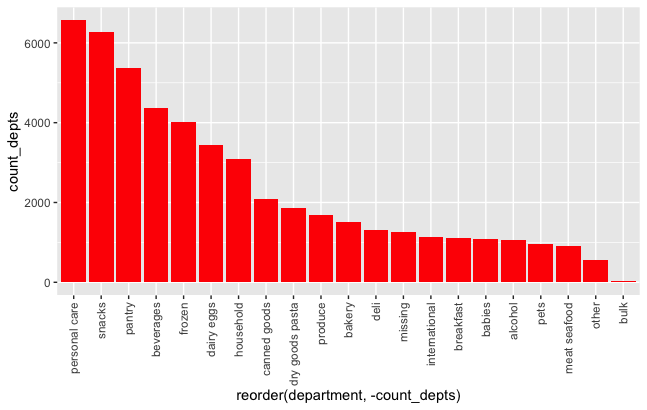 count_depts
6000
4000
2000
0
personal care
snacks
pantry
beverages
frozen
dairy eggs
household
canned goods
dry goods pasta
produce
bakery
deli
missing
international
breakfast
babies
alcohol
pets
meat seafood
other
bulk
reorder(department, -count_depts)